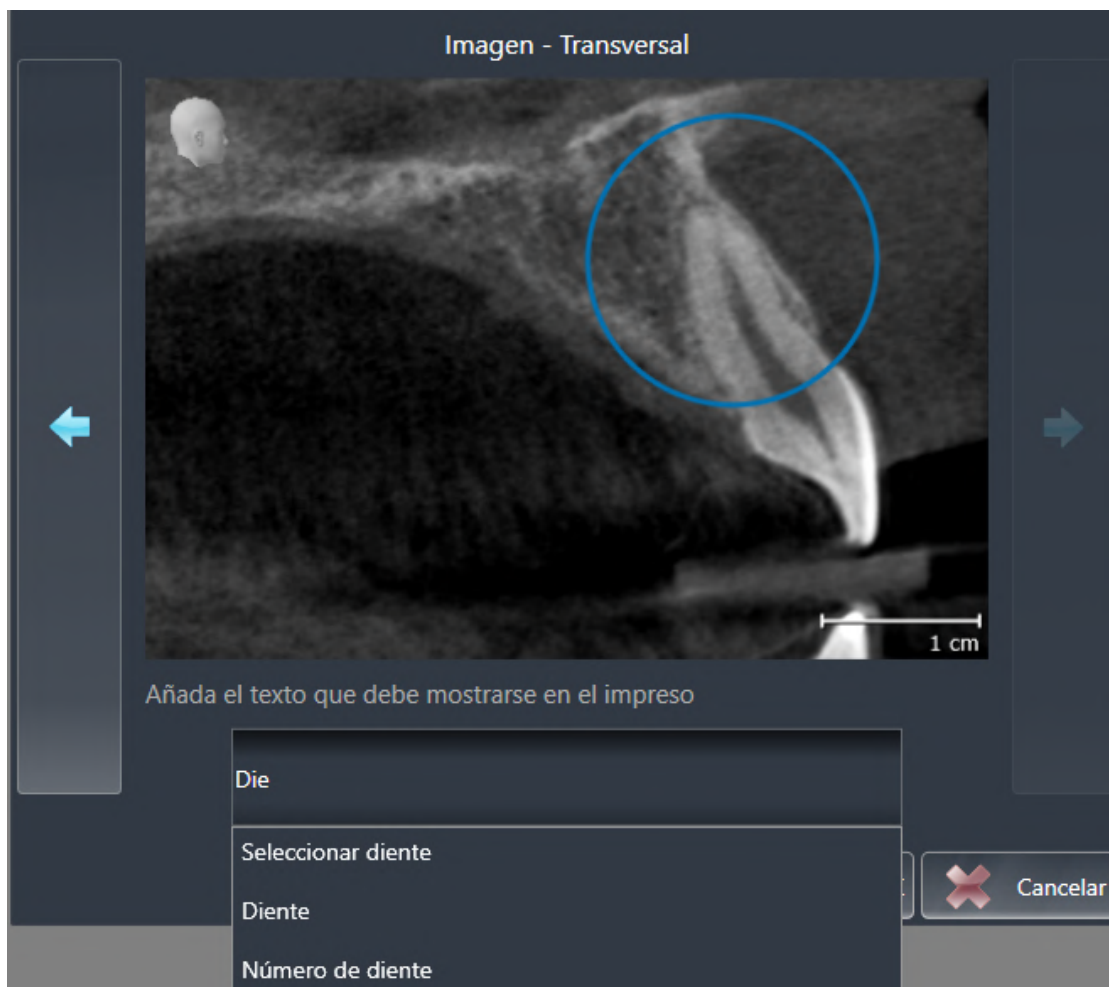 Imagen - Transversal
1 cm
Añada el texto que debe mostrarse en el impreso
Die
Seleccionar diente
Diente
Número de diente
Cancelar